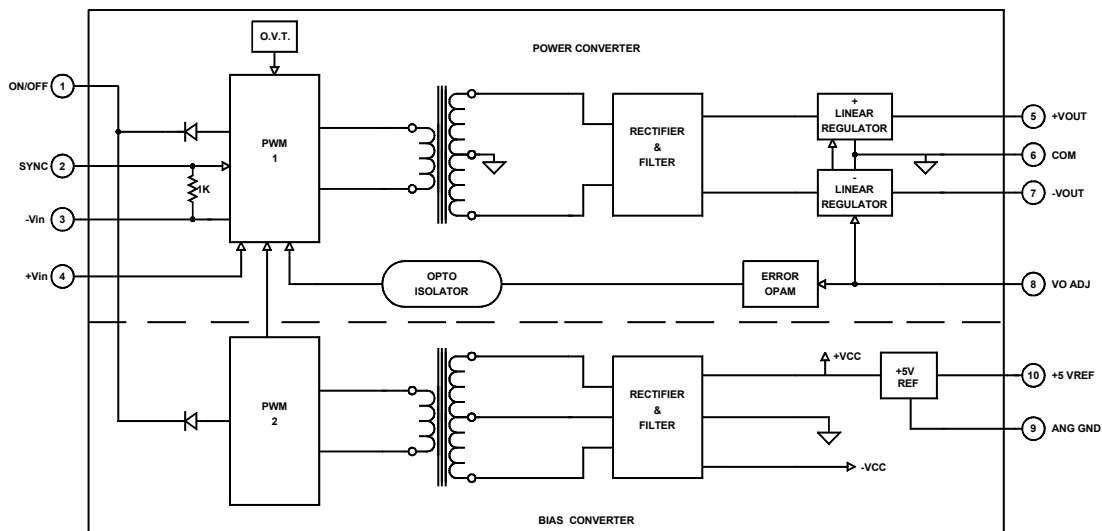 O.V.T.
POWER CONVERTER
ON/OFF 1
PWM
1
RECTIFIER
&
FILTER
+
LINEAR
REGULATOR
5 +VOUT
SYNC 2
1K
6 COM
-
LINEAR
REGULATOR
7 -VOUT
-Vin 3
+Vin 4
OPTO
ISOLATOR
ERROR
OPAM
8 VO ADJ
PWM
2
RECTIFIER
&
FILTER
+VCC
+5V
REF
10 +5 VREF
9 ANG GND
-VCC
BIAS CONVERTER